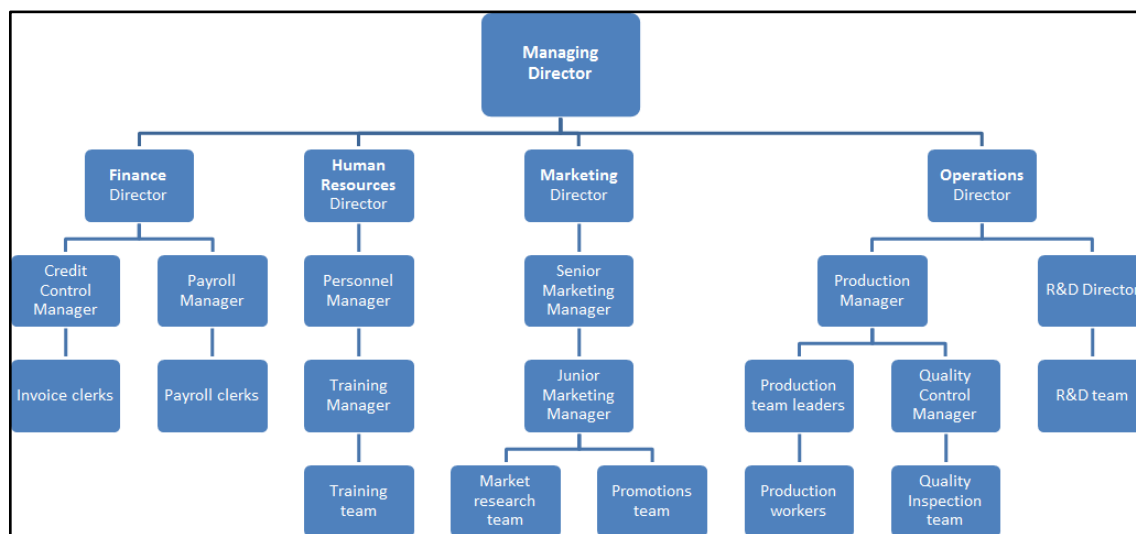 Managing
Director
Finance
Director
Human
Resources
Director
Marketing
Director
Operations
Director
Credit
Control
Manager
Payroll
Manager
Personnel
Manager
Senior
Marketing
Manager
Production
Manager
R&D Director
Invoice clerks
Payroll clerks
Training
Manager
Junior
Marketing
Manager
Production
team leaders
Quality
Control
Manager
R&D team
Training
team
Market
research
team
Promotions
team
Production
workers
Quality
Inspection
team